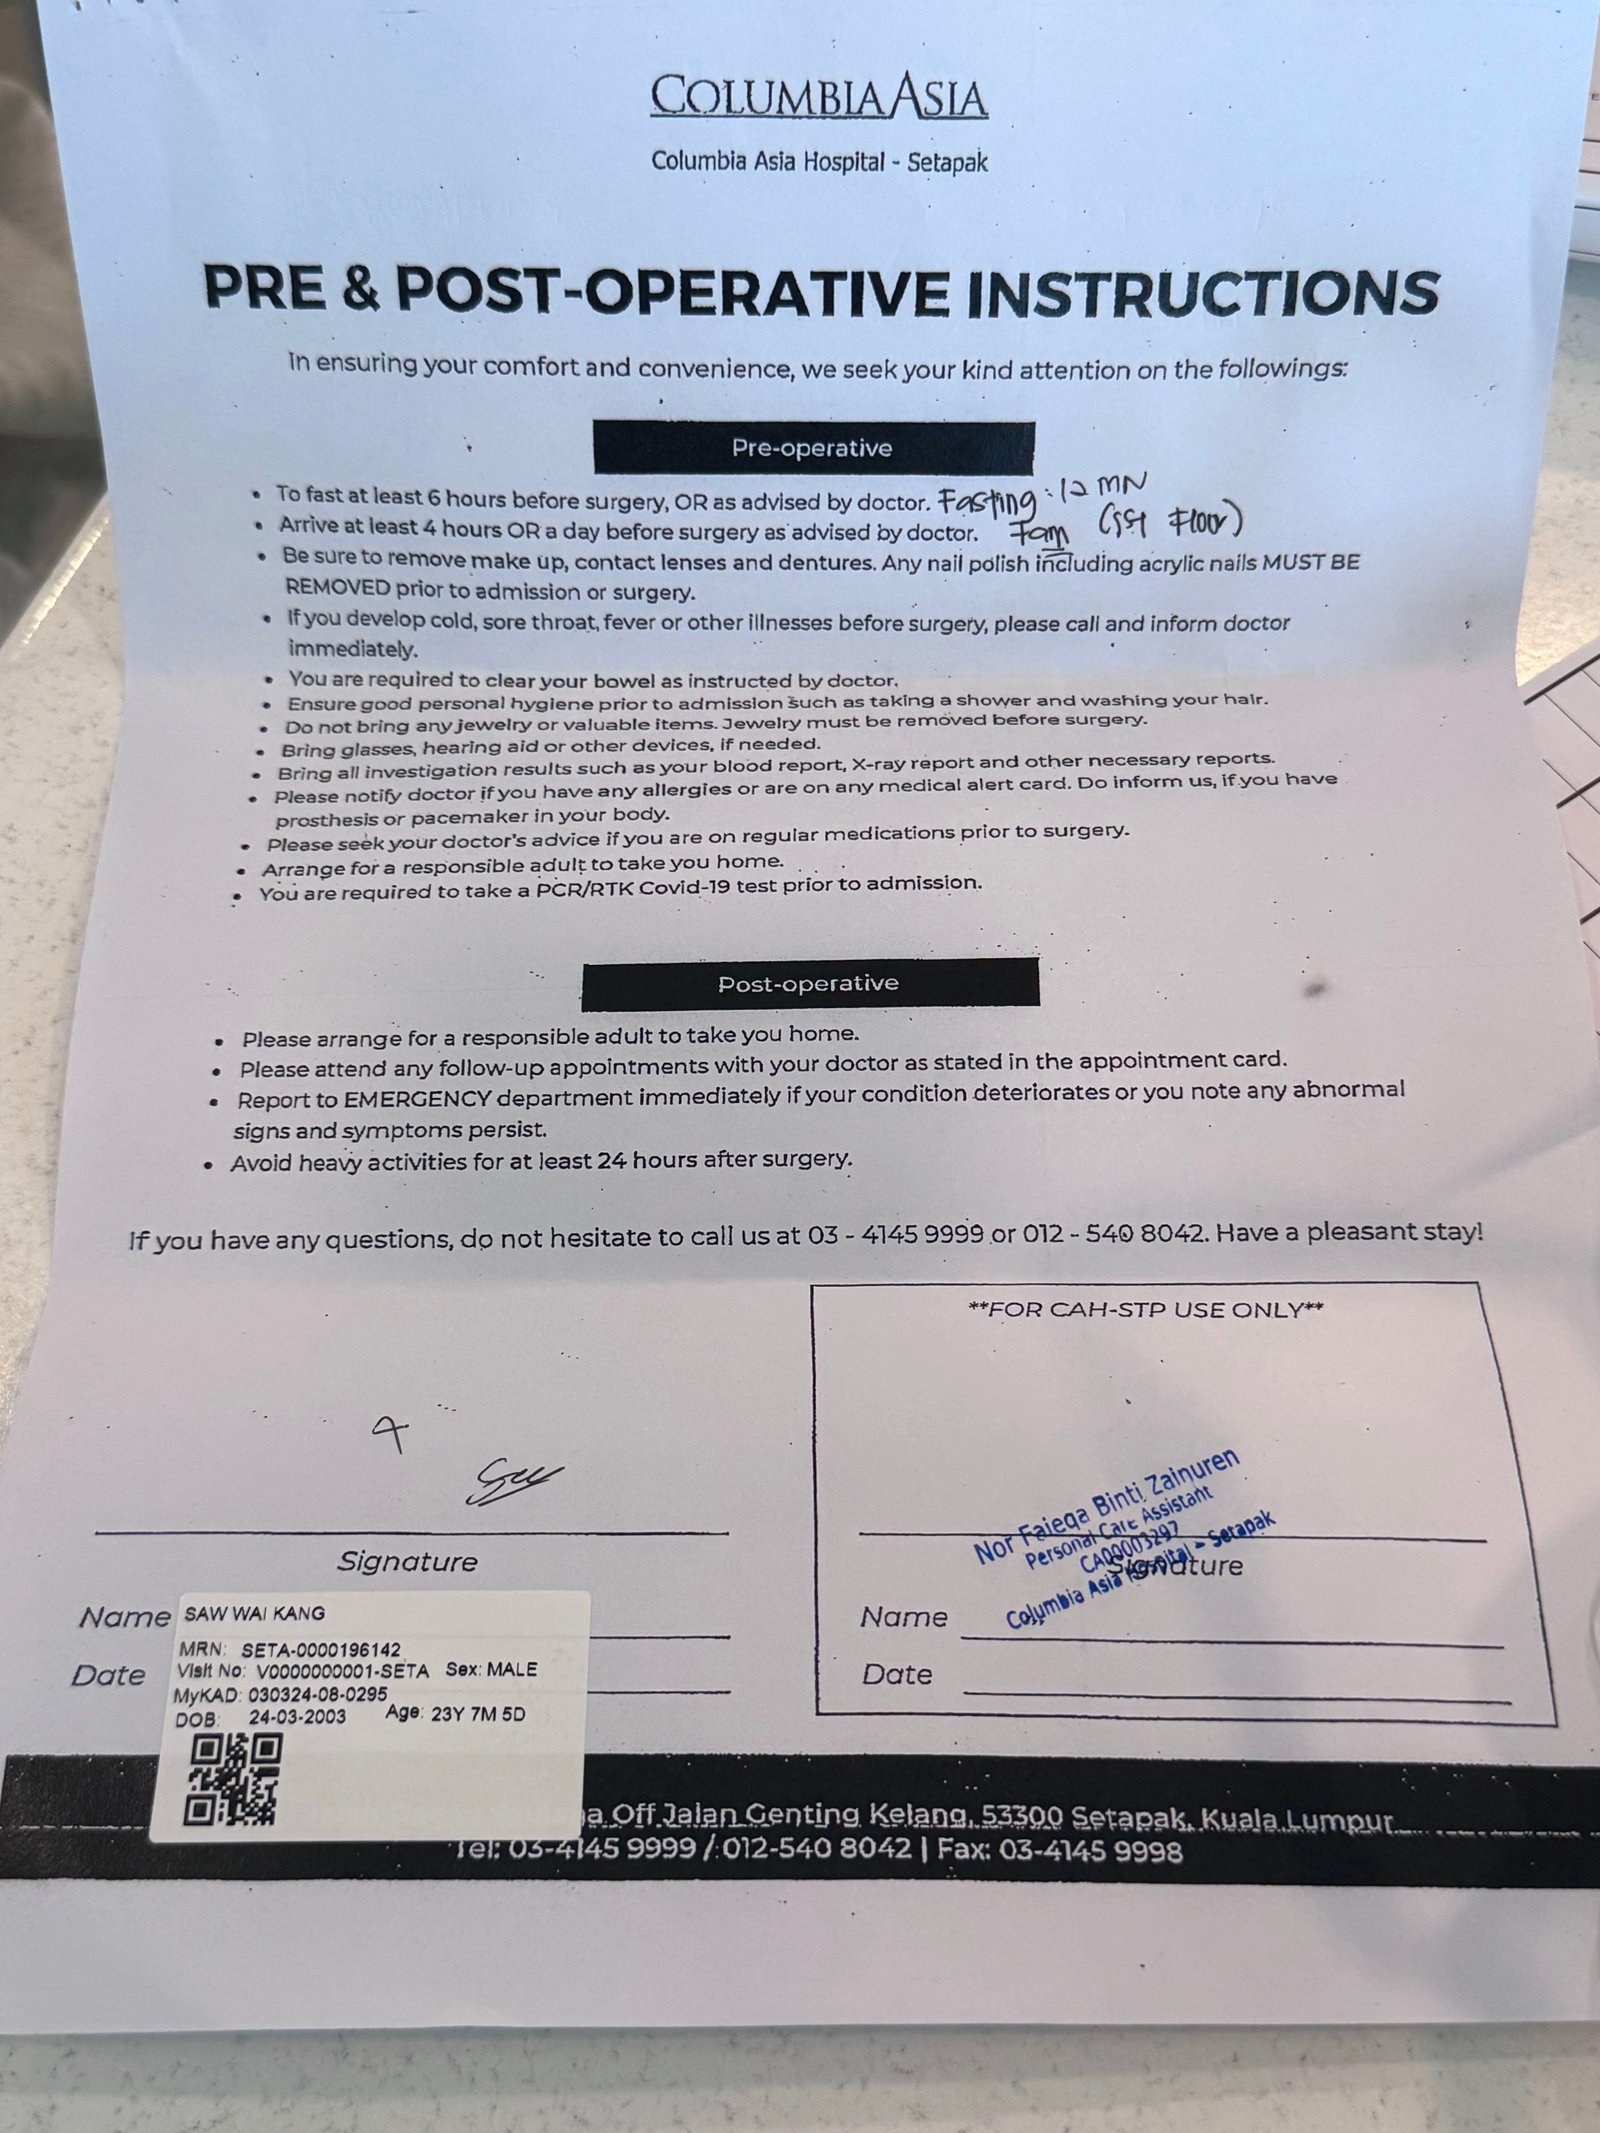 COLUMBIA ASIA
Columbia Asia Hospital - Setapak
PRE & POST-OPERATIVE INSTRUCTIONS
In ensuring your comfort and convenience, we seek your kind attention on the followings:
Pre-operative
• To fast at least 6 hours before surgery, OR as advised by doctor. Fasting : 12 MN
• Arrive at least 4 hours OR a day before surgery as advised by doctor. 7am (1st Floor)
• Be sure to remove make up, contact lenses and dentures. Any nail polish including acrylic nails MUST BE
REMOVED prior to admission or surgery.
• If you develop cold, sore throat, fever or other illnesses before surgery, please call and inform doctor
immediately.
• You are required to clear your bowel as instructed by doctor.
• Ensure good personal hygiene prior to admission such as taking a shower and washing your hair.
• Do not bring any jewelry or valuable items. Jewelry must be removed before surgery.
• Bring glasses, hearing aid or other devices, if needed.
• Bring all investigation results such as your blood report, X-ray report and other necessary reports.
• Please notify doctor if you have any allergies or are on any medical alert card. Do inform us, if you have
prosthesis or pacemaker in your body.
• Please seek your doctor's advice if you are on regular medications prior to surgery.
• Arrange for a responsible adult to take you home.
• You are required to take a PCR/RTK Covid-19 test prior to admission.
Post-operative
• Please arrange for a responsible adult to take you home.
• Please attend any follow-up appointments with your doctor as stated in the appointment card.
• Report to EMERGENCY department immediately if your condition deteriorates or you note any abnormal
signs and symptoms persist.
• Avoid heavy activities for at least 24 hours after surgery.
If you have any questions, do not hesitate to call us at 03 - 4145 9999 or 012 - 540 8042. Have a pleasant stay!
**FOR CAH-STP USE ONLY**
Nor Faieqa Binti Zainuren
Personal Care Assistant
CA00003297
Columbia Asia Hospital - Setapak
Signature
Signature
Name
SAW WAI KANG
MRN: SETA-0000196142
Visit No: V0000000001-SETA Sex: MALE
MyKAD: 030324-08-0295
DOB: 24-03-2003 Age: 23Y 7M 5D
Date
Name
Date
Off Jalan Genting Kelang, 53300 Setapak, Kuala Lumpur
Tel: 03-4145 9999 / 012-540 8042 | Fax: 03-4145 9998